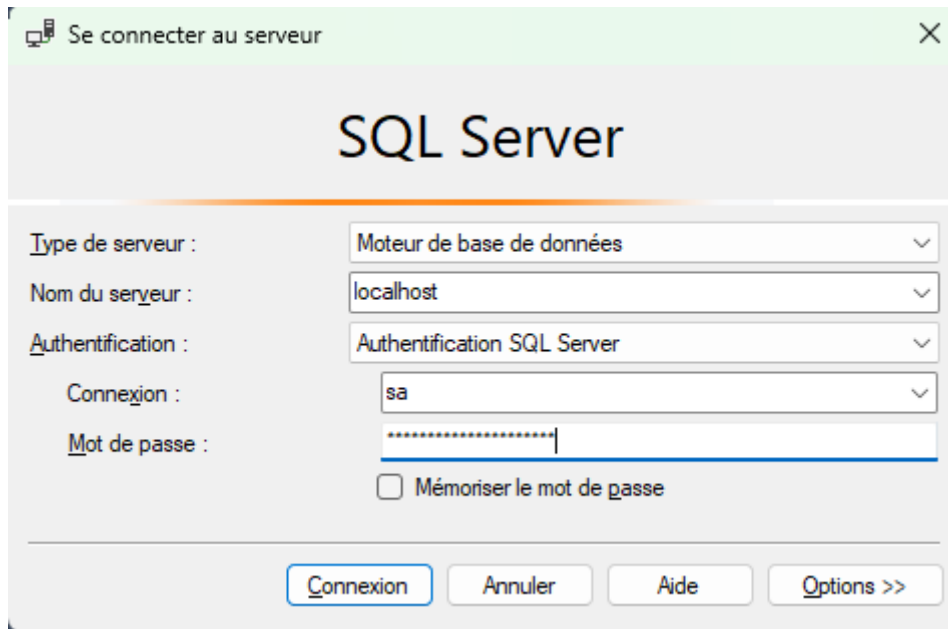 Se connecter au serveur
SQL Server
Type de serveur : Moteur de base de données
Nom du serveur : localhost
Authentification : Authentification SQL Server
Connexion : sa
Mot de passe : *********************
Mémoriser le mot de passe
Connexion Annuler Aide Options >>